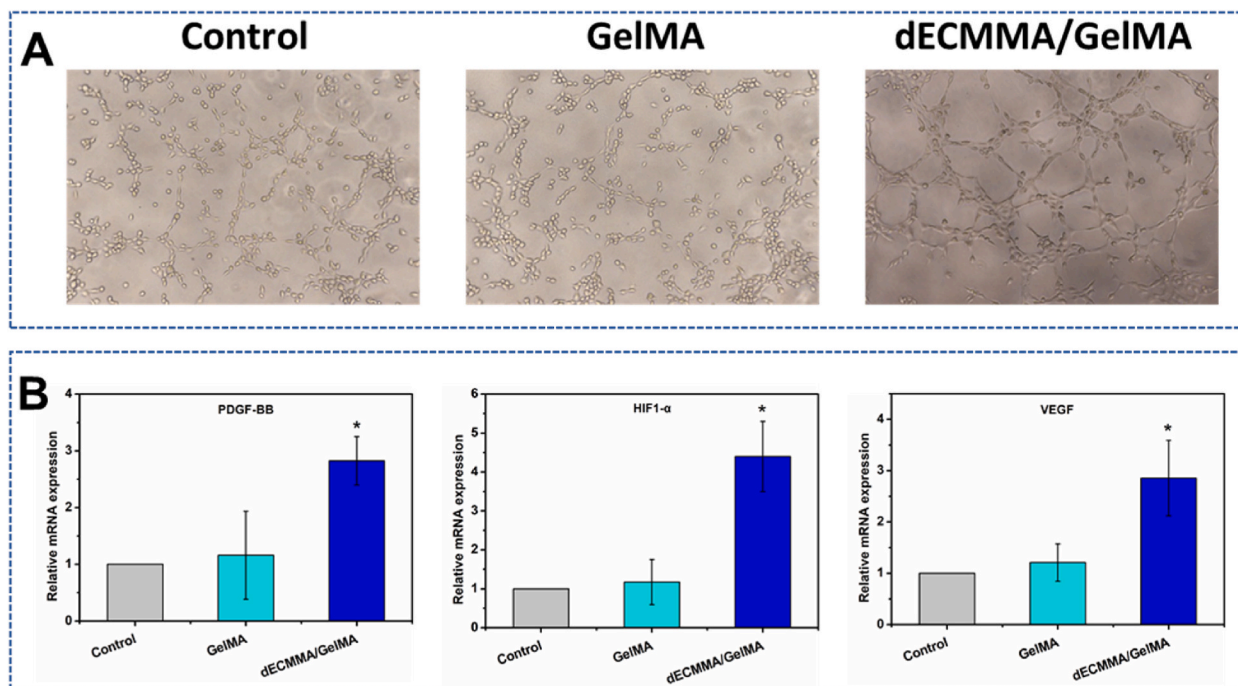 A
Control
GelMA
dECMMA/GelMA
B
PDGF-BB
Relative mRNA expression
4
3
2
1
0
Control
GelMA
dECMMA/GelMA
*
HIF1-α
Relative mRNA expression
6
5
4
3
2
1
0
Control
GelMA
dECMMA/GelMA
*
VEGF
Relative mRNA expression
4
3
2
1
0
Control
GelMA
dECMMA/GelMA
*